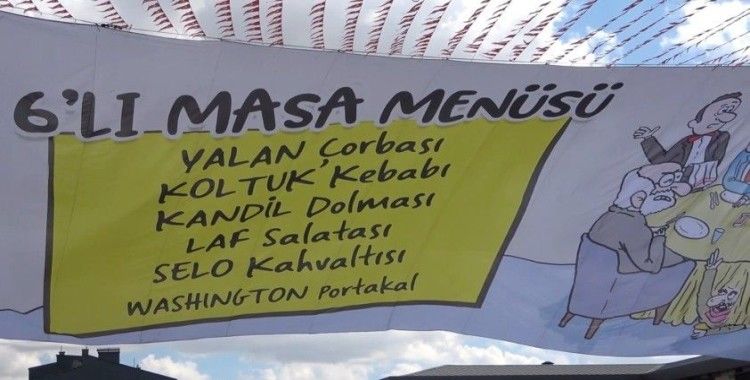 6'LI MASA MENÜSÜ
YALAN Çorbası
KOLTUK Kebabı
KANDİL Dolması
LAF Salatası
SELO Kahvaltısı
WASHINGTON Portakal